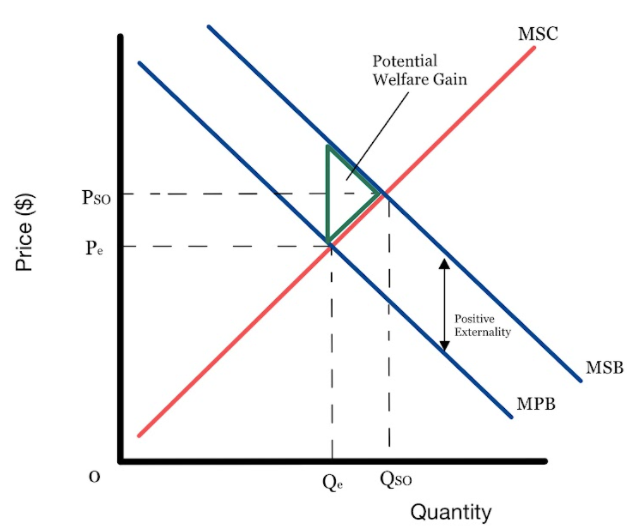 MSC
Potential
Welfare Gain
Price ($)
PSO
Pe
Positive
Externality
MSB
MPB
O
Qe
QSO
Quantity